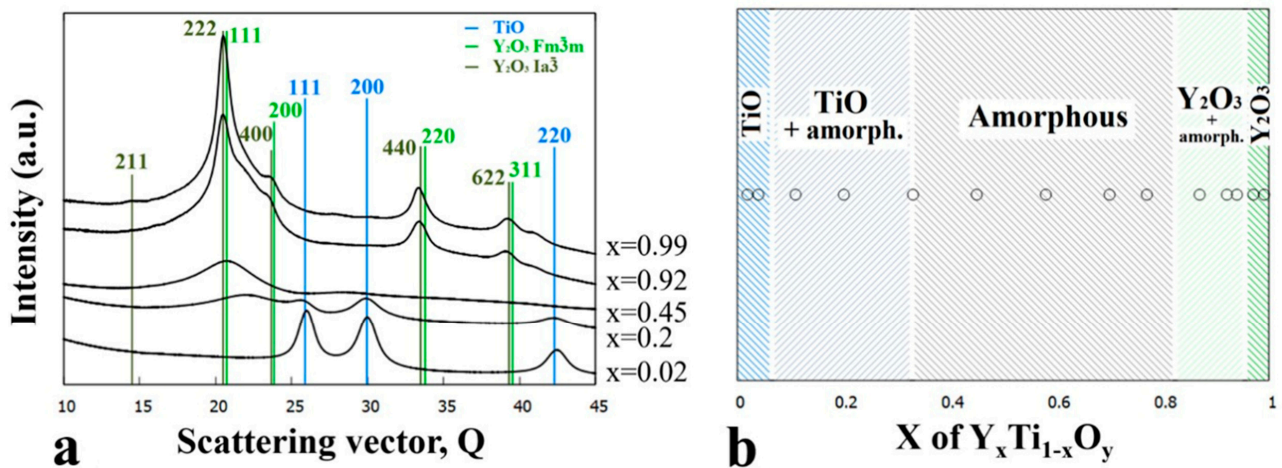 222
111
TiO
Y₂O₃ Fm3̄m
Y₂O₃ Ia3̄
111
200
200
400
220
211
440
220
622
311
Intensity (a.u.)
x=0.99
x=0.92
x=0.45
x=0.2
x=0.02
10
15
20
25
30
35
40
45
Scattering vector, Q
a
TiO
TiO
+ amorph.
Amorphous
Y₂O₃
+
amorph.
Y₂O₃
0
0.2
0.4
0.6
0.8
1
X of YₓTi₁₋ₓOᵧ
b